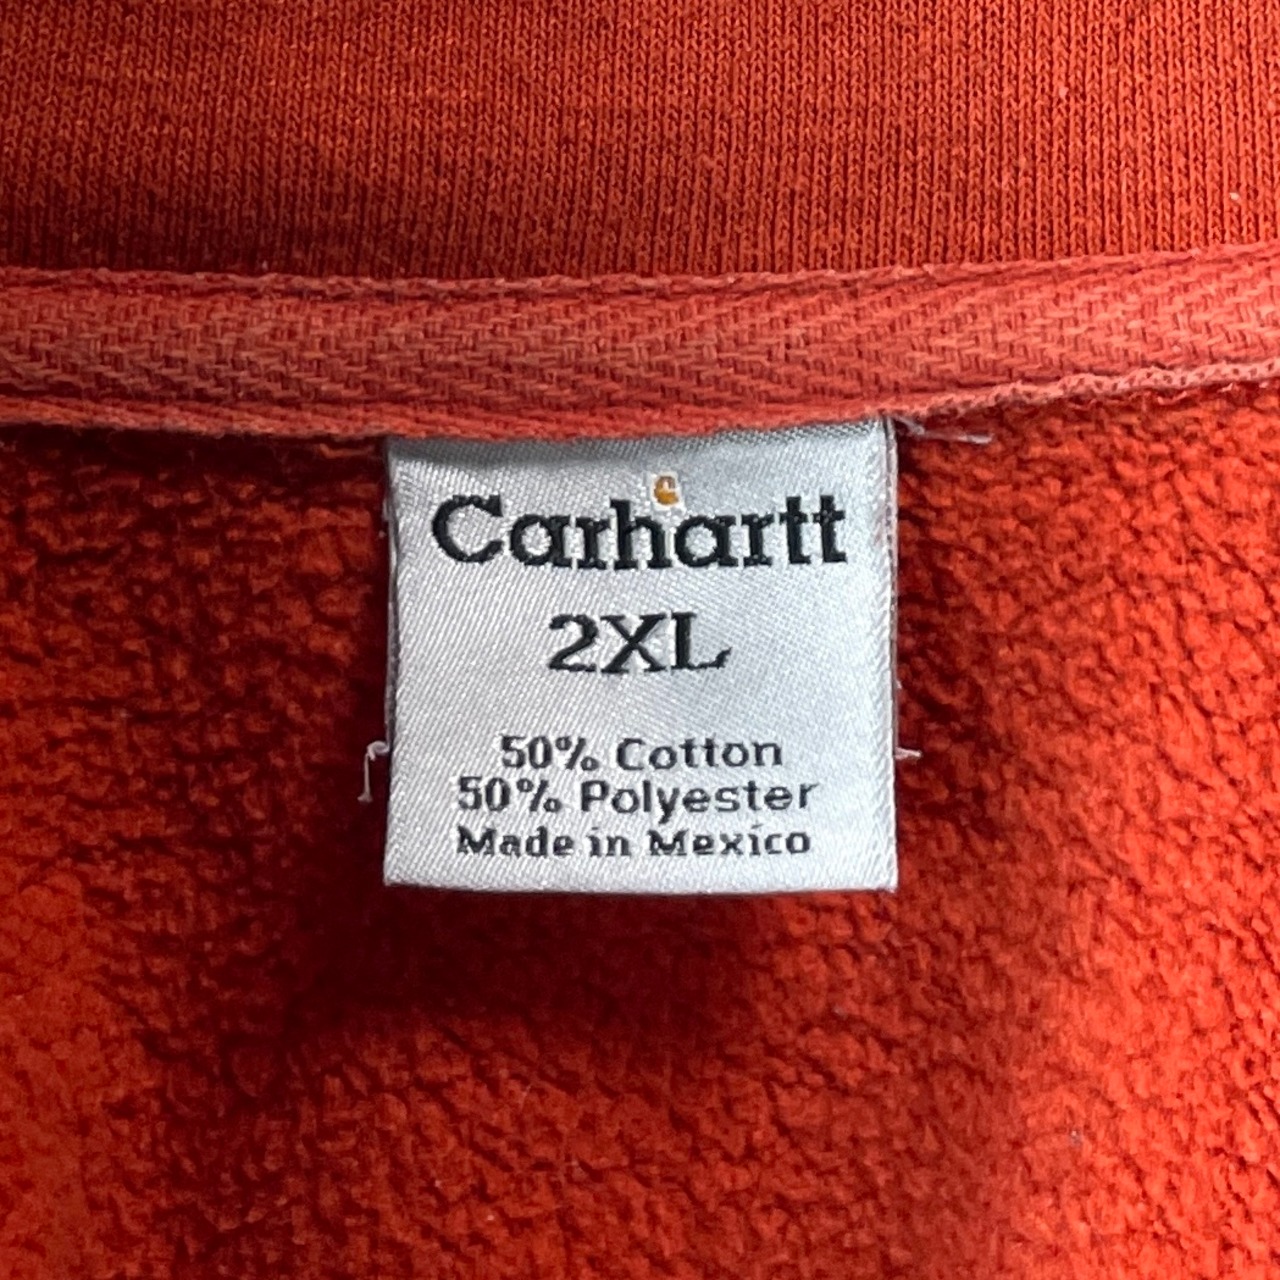 Carhartt
2XL
50% Cotton
50% Polyester
Made in Mexico